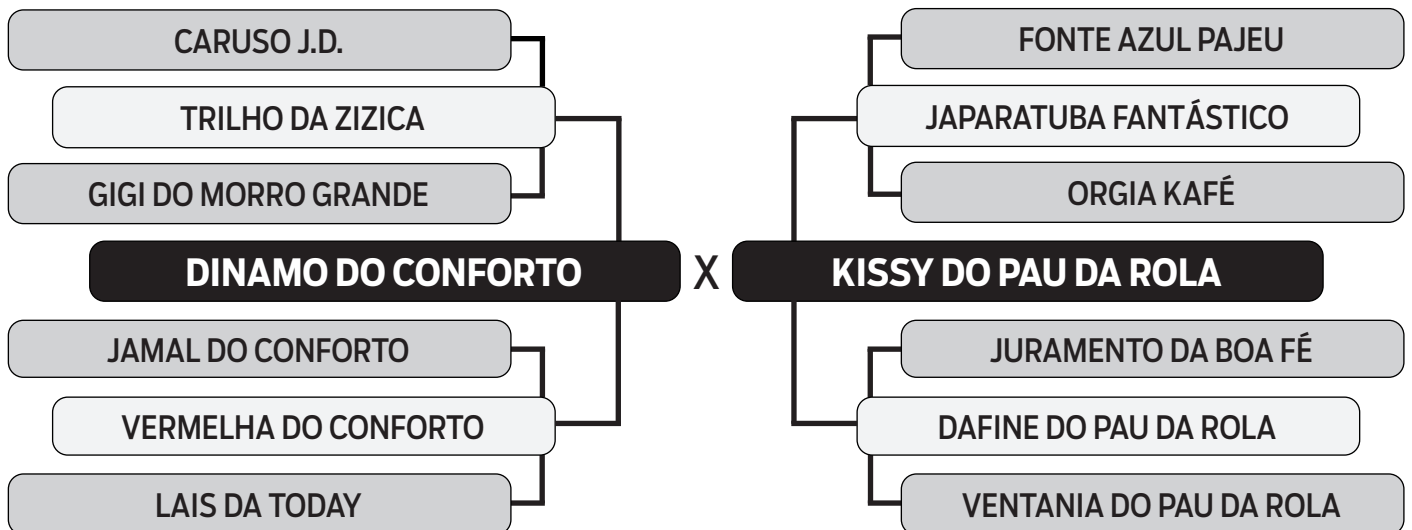 CARUSO J.D.
TRILHO DA ZIZICA
GIGI DO MORRO GRANDE
DINAMO DO CONFORTO
JAMAL DO CONFORTO
VERMELHA DO CONFORTO
LAIS DA TODAY
X
FONTE AZUL PAJEU
JAPARATUBA FANTÁSTICO
ORGIA KAFÉ
KISSY DO PAU DA ROLA
JURAMENTO DA BOA FÉ
DAFINE DO PAU DA ROLA
VENTANIA DO PAU DA ROLA